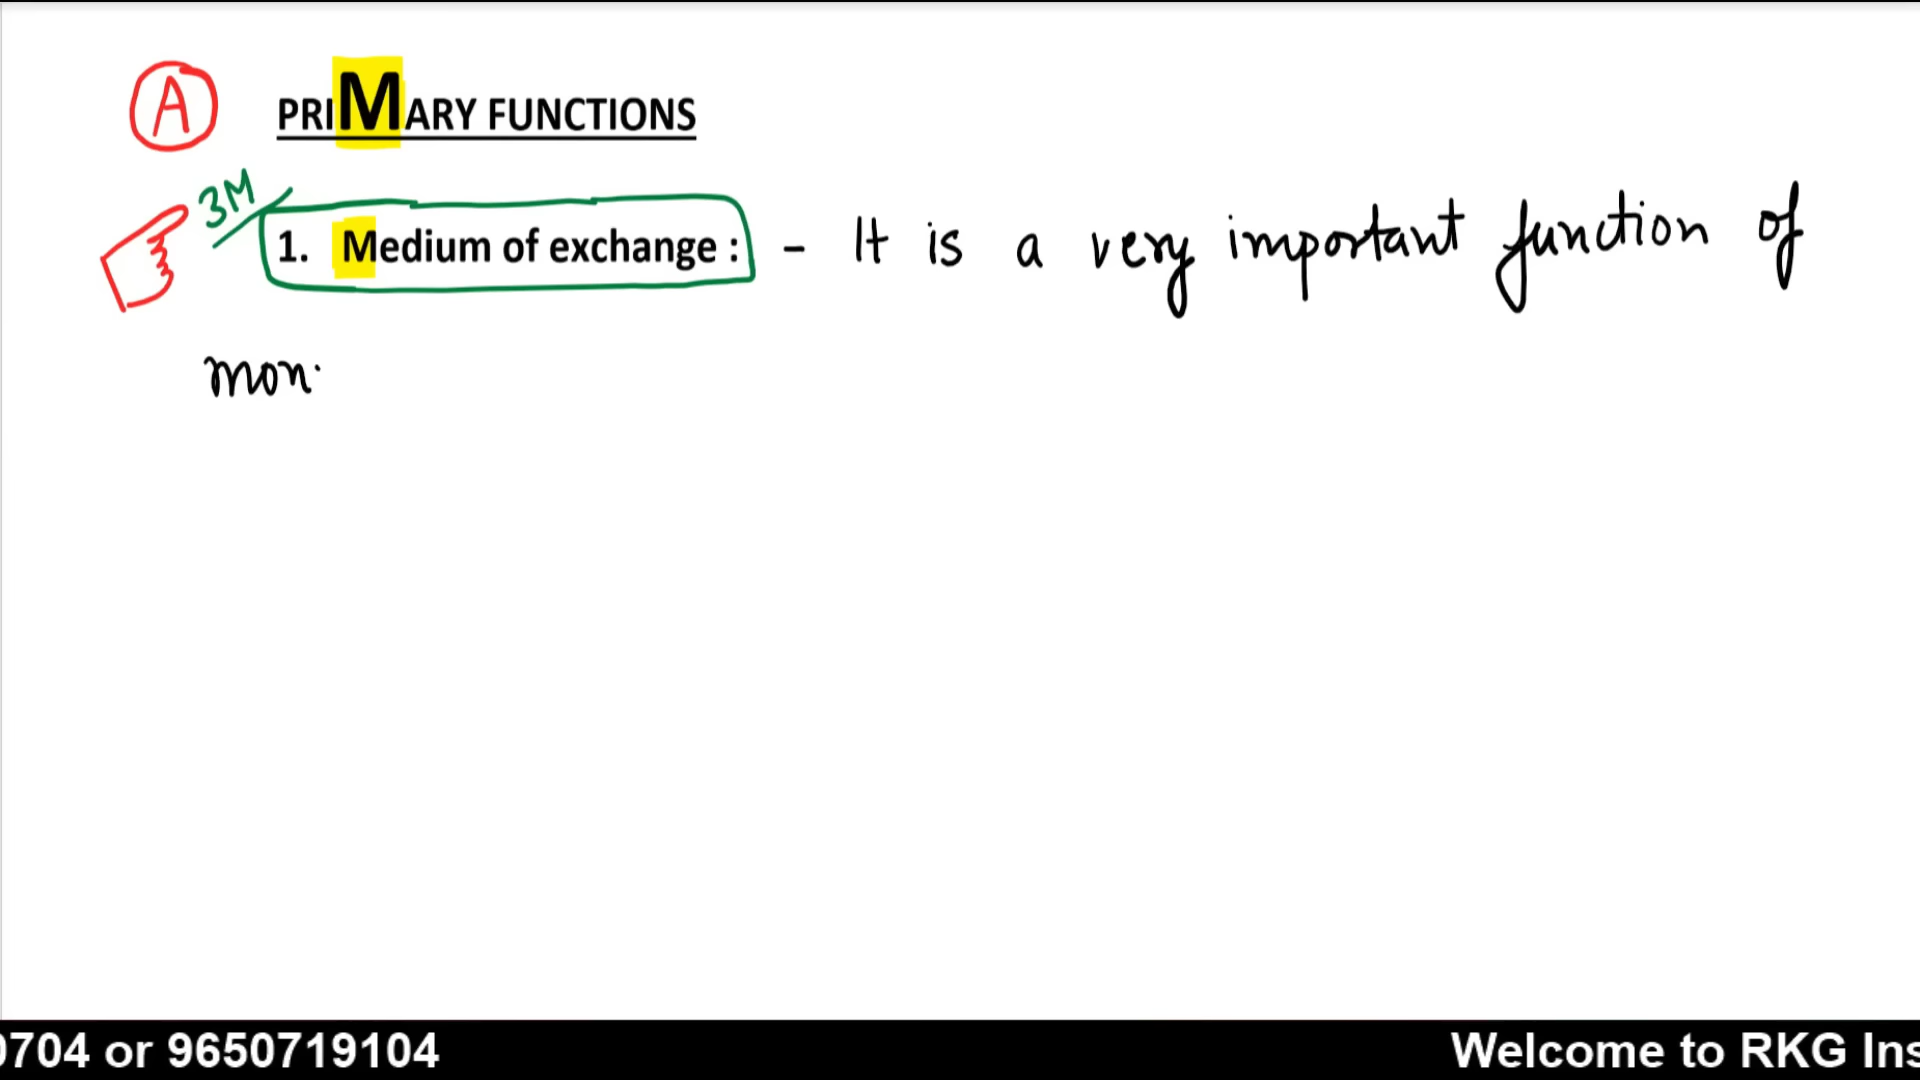 A PRIMARY FUNCTIONS
3M
1. Medium of exchange : - It is a very important function of
mon
0704 or 9650719104 Welcome to RKG Ins